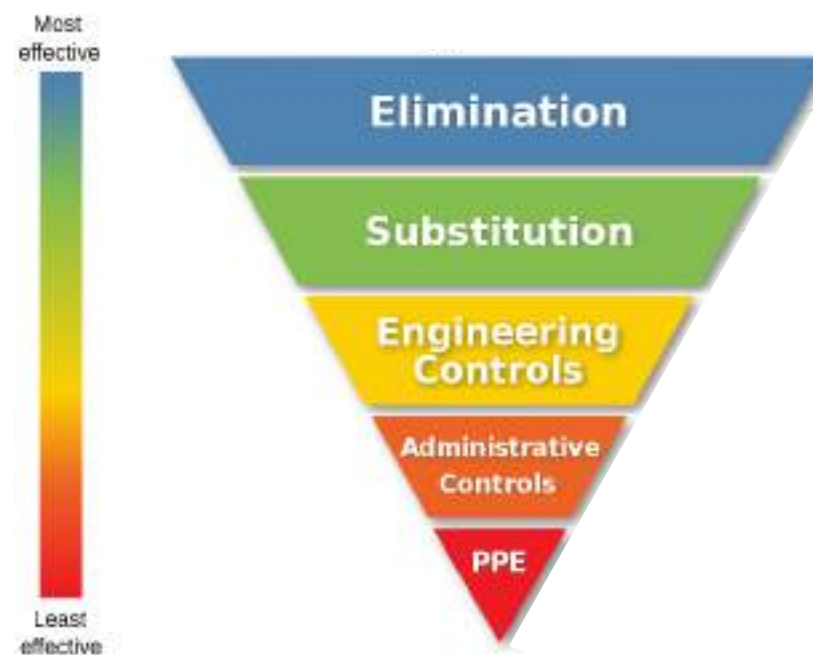 Most
effective
Elimination
Substitution
Engineering
Controls
Administrative
Controls
PPE
Least
effective